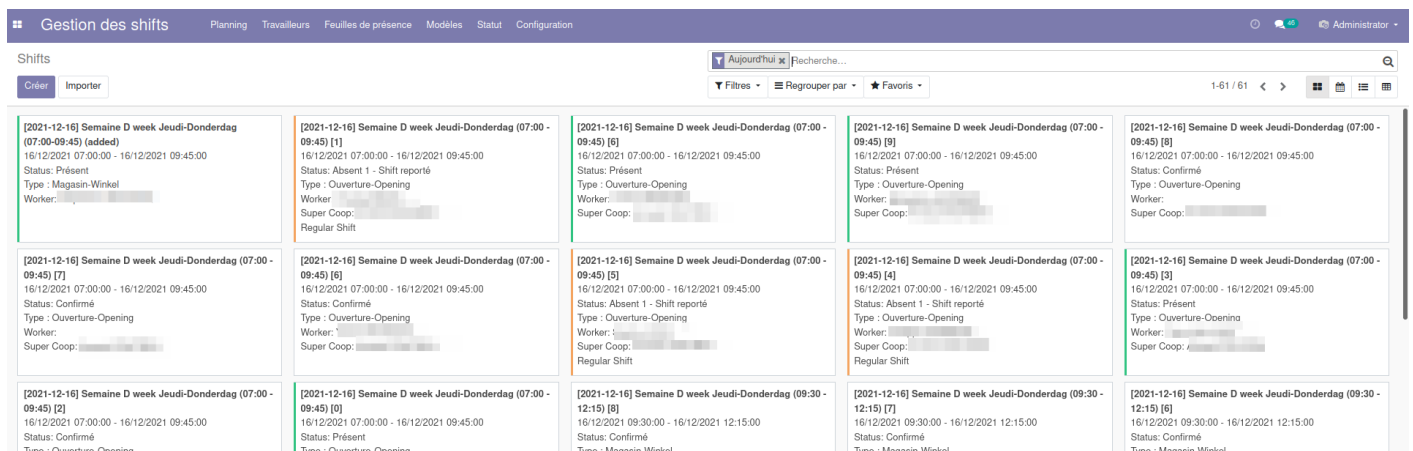 Gestion des shifts Planning Travailleurs Feuilles de présence Modèles Statut Configuration 46 Administrator
Shifts
Aujourd'hui Recherche...
Créer Importer Filtres Regrouper par Favoris 1-61 / 61
[2021-12-16] Semaine D week Jeudi-Donderdag
(07:00-09:45) (added)
16/12/2021 07:00:00 - 16/12/2021 09:45:00
Status: Présent
Type : Magasin-Winkel
Worker:
[2021-12-16] Semaine D week Jeudi-Donderdag (07:00 -
09:45) [1]
16/12/2021 07:00:00 - 16/12/2021 09:45:00
Status: Absent 1 - Shift reporté
Type : Ouverture-Opening
Worker:
Super Coop:
Regular Shift
[2021-12-16] Semaine D week Jeudi-Donderdag (07:00 -
09:45) [6]
16/12/2021 07:00:00 - 16/12/2021 09:45:00
Status: Présent
Type : Ouverture-Opening
Worker:
Super Coop:
[2021-12-16] Semaine D week Jeudi-Donderdag (07:00 -
09:45) [9]
16/12/2021 07:00:00 - 16/12/2021 09:45:00
Status: Présent
Type : Ouverture-Opening
Worker:
Super Coop:
[2021-12-16] Semaine D week Jeudi-Donderdag (07:00 -
09:45) [8]
16/12/2021 07:00:00 - 16/12/2021 09:45:00
Status: Confirmé
Type : Ouverture-Opening
Worker:
Super Coop:
[2021-12-16] Semaine D week Jeudi-Donderdag (07:00 -
09:45) [7]
16/12/2021 07:00:00 - 16/12/2021 09:45:00
Status: Confirmé
Type : Ouverture-Opening
Worker:
Super Coop:
[2021-12-16] Semaine D week Jeudi-Donderdag (07:00 -
09:45) [6]
16/12/2021 07:00:00 - 16/12/2021 09:45:00
Status: Confirmé
Type : Ouverture-Opening
Worker:
Super Coop:
[2021-12-16] Semaine D week Jeudi-Donderdag (07:00 -
09:45) [5]
16/12/2021 07:00:00 - 16/12/2021 09:45:00
Status: Absent 1 - Shift reporté
Type : Ouverture-Opening
Worker:
Super Coop:
Regular Shift
[2021-12-16] Semaine D week Jeudi-Donderdag (07:00 -
09:45) [4]
16/12/2021 07:00:00 - 16/12/2021 09:45:00
Status: Absent 1 - Shift reporté
Type : Ouverture-Opening
Worker:
Super Coop:
Regular Shift
[2021-12-16] Semaine D week Jeudi-Donderdag (07:00 -
09:45) [3]
16/12/2021 07:00:00 - 16/12/2021 09:45:00
Status: Présent
Type : Ouverture-Opening
Worker:
Super Coop:
[2021-12-16] Semaine D week Jeudi-Donderdag (07:00 -
09:45) [2]
16/12/2021 07:00:00 - 16/12/2021 09:45:00
Status: Confirmé
Type : Ouverture-Opening
[2021-12-16] Semaine D week Jeudi-Donderdag (07:00 -
09:45) [0]
16/12/2021 07:00:00 - 16/12/2021 09:45:00
Status: Présent
Type : Ouverture-Opening
[2021-12-16] Semaine D week Jeudi-Donderdag (09:30 -
12:15) [8]
16/12/2021 09:30:00 - 16/12/2021 12:15:00
Status: Confirmé
Type : Magasin-Winkel
[2021-12-16] Semaine D week Jeudi-Donderdag (09:30 -
12:15) [7]
16/12/2021 09:30:00 - 16/12/2021 12:15:00
Status: Confirmé
Type : Magasin-Winkel
[2021-12-16] Semaine D week Jeudi-Donderdag (09:30 -
12:15) [6]
16/12/2021 09:30:00 - 16/12/2021 12:15:00
Status: Confirmé
Type : Magasin-Winkel